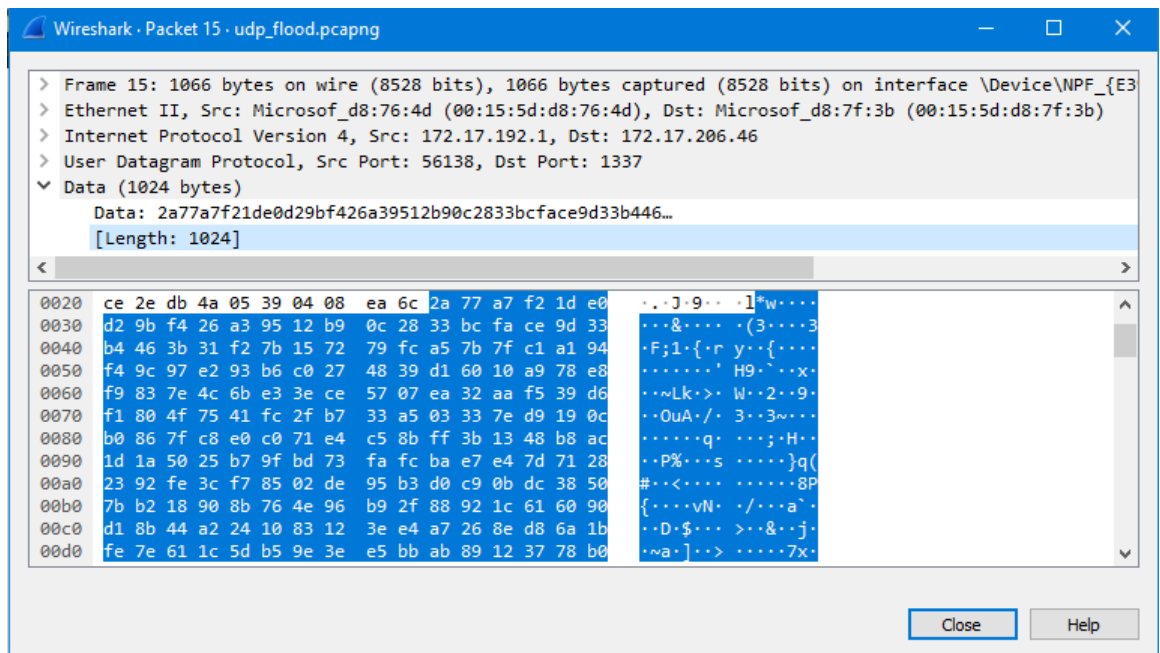 Wireshark · Packet 15 · udp_flood.pcapng
> Frame 15: 1066 bytes on wire (8528 bits), 1066 bytes captured (8528 bits) on interface \Device\NPF_{E3
> Ethernet II, Src: Microsof_d8:76:4d (00:15:5d:d8:76:4d), Dst: Microsof_d8:7f:3b (00:15:5d:d8:7f:3b)
> Internet Protocol Version 4, Src: 172.17.192.1, Dst: 172.17.206.46
> User Datagram Protocol, Src Port: 56138, Dst Port: 1337
Data (1024 bytes)
Data: 2a77a7f21de0d29bf426a39512b90c2833bcface9d33b446…
[Length: 1024]
0020 ce 2e db 4a 05 39 04 08 ea 6c 2a 77 a7 f2 1d e0 ·.·J·9·· ·l*w····
0030 d2 9b f4 26 a3 95 12 b9 0c 28 33 bc fa ce 9d 33 ···&···· ·(3····3
0040 b4 46 3b 31 f2 7b 15 72 79 fc a5 7b 7f c1 a1 94 ·F;1·{·r y··{····
0050 f4 9c 97 e2 93 b6 c0 27 48 39 d1 60 10 a9 78 e8 ·······' H9·`··x·
0060 f9 83 7e 4c 6b e3 3e ce 57 07 ea 32 aa f5 39 d6 ··~Lk·>· W··2··9·
0070 f1 80 4f 75 41 fc 2f b7 33 a5 03 33 7e d9 19 0c ··OuA·/· 3··3~···
0080 b0 86 7f c8 e0 c0 71 e4 c5 8b ff 3b 13 48 b8 ac ······q· ···;·H··
0090 1d 1a 50 25 b7 9f bd 73 fa fc ba e7 e4 7d 71 28 ··P%···s ·····}q(
00a0 23 92 fe 3c f7 85 02 de 95 b3 d0 c9 0b dc 38 50 #··<···· ······8P
00b0 7b b2 18 90 8b 76 4e 96 b9 2f 88 92 1c 61 60 90 {····vN· ·/···a`·
00c0 d1 8b 44 a2 24 10 83 12 3e e4 a7 26 8e d8 6a 1b ··D·$··· >··&··j·
00d0 fe 7e 61 1c 5d b5 9e 3e e5 bb ab 89 12 37 78 b0 ·~a·]··> ·····7x·
Close Help